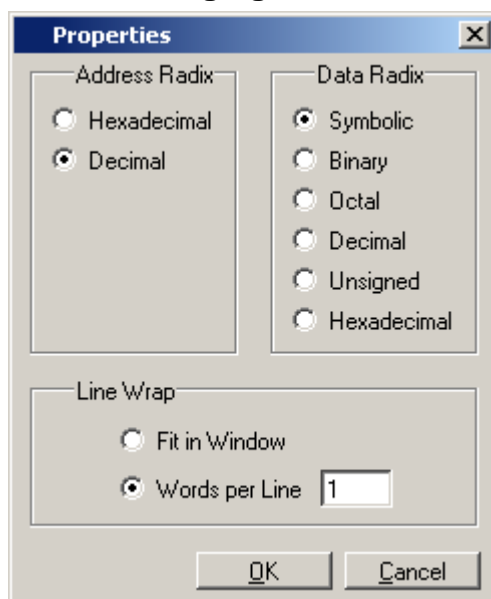 Properties
Address Radix
Hexadecimal
Decimal
Data Radix
Symbolic
Binary
Octal
Decimal
Unsigned
Hexadecimal
Line Wrap
Fit in Window
Words per Line 1
OK Cancel